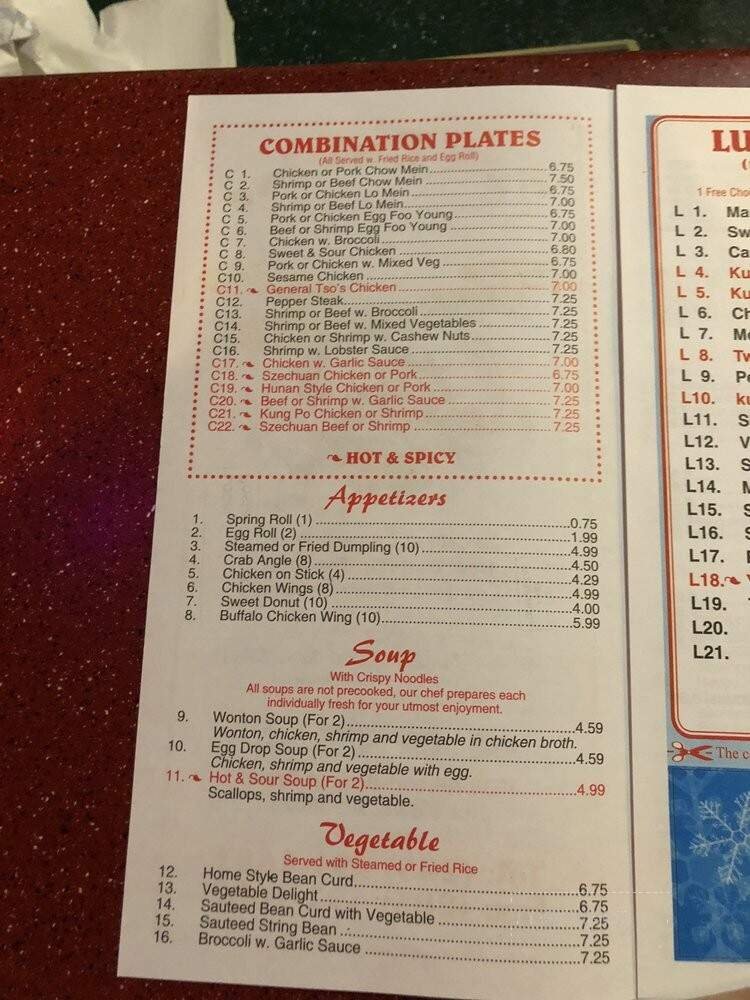 COMBINATION PLATES
(All Served w. Fried Rice and Egg Roll)
C 1. Chicken or Pork Chow Mein 6.75
C 2. Shrimp or Beef Chow Mein 7.50
C 3. Pork or Chicken Lo Mein 6.75
C 4. Shrimp or Beef Lo Mein 7.00
C 5. Pork or Chicken Egg Foo Young 6.75
C 6. Beef or Shrimp Egg Foo Young 7.00
C 7. Chicken w. Broccoli 7.00
C 8. Sweet & Sour Chicken 6.80
C 9. Pork or Chicken w. Mixed Veg 6.75
C10. Sesame Chicken 7.00
C11. General Tso's Chicken 7.00
C12. Pepper Steak 7.25
C13. Shrimp or Beef w. Broccoli 7.25
C14. Shrimp or Beef w. Mixed Vegetables 7.25
C15. Chicken or Shrimp w. Cashew Nuts 7.25
C16. Shrimp w. Lobster Sauce 7.25
C17. Chicken w. Garlic Sauce 7.00
C18. Szechuan Chicken or Pork 6.75
C19. Hunan Style Chicken or Pork 7.00
C20. Beef or Shrimp w. Garlic Sauce 7.25
C21. Kung Po Chicken or Shrimp 7.25
C22. Szechuan Beef or Shrimp 7.25
HOT & SPICY
Appetizers
1. Spring Roll (1) 0.75
2. Egg Roll (2) 1.99
3. Steamed or Fried Dumpling (10) 4.99
4. Crab Angle (8) 4.50
5. Chicken on Stick (4) 4.29
6. Chicken Wings (8) 4.99
7. Sweet Donut (10) 4.00
8. Buffalo Chicken Wing (10) 5.99
Soup
With Crispy Noodles
All soups are not precooked, our chef prepares each
individually fresh for your utmost enjoyment.
9. Wonton Soup (For 2) 4.59
Wonton, chicken, shrimp and vegetable in chicken broth.
10. Egg Drop Soup (For 2) 4.59
Chicken, shrimp and vegetable with egg.
11. Hot & Sour Soup (For 2) 4.99
Scallops, shrimp and vegetable.
Vegetable
Served with Steamed or Fried Rice
12. Home Style Bean Curd 6.75
13. Vegetable Delight 6.75
14. Sauteed Bean Curd with Vegetable 7.25
15. Sauteed String Bean 7.25
16. Broccoli w. Garlic Sauce 7.25
LU
1 Free Cho
L 1. Ma
L 2. Sw
L 3. Ca
L 4. Ku
L 5. Ku
L 6. Ch
L 7.
L 8. Tw
L 9. Pe
L10. ku
L11. S
L12. V
L13. S
L14.
L15. S
L16.
L17.
L18.
L19.
L20.
L21.
The c